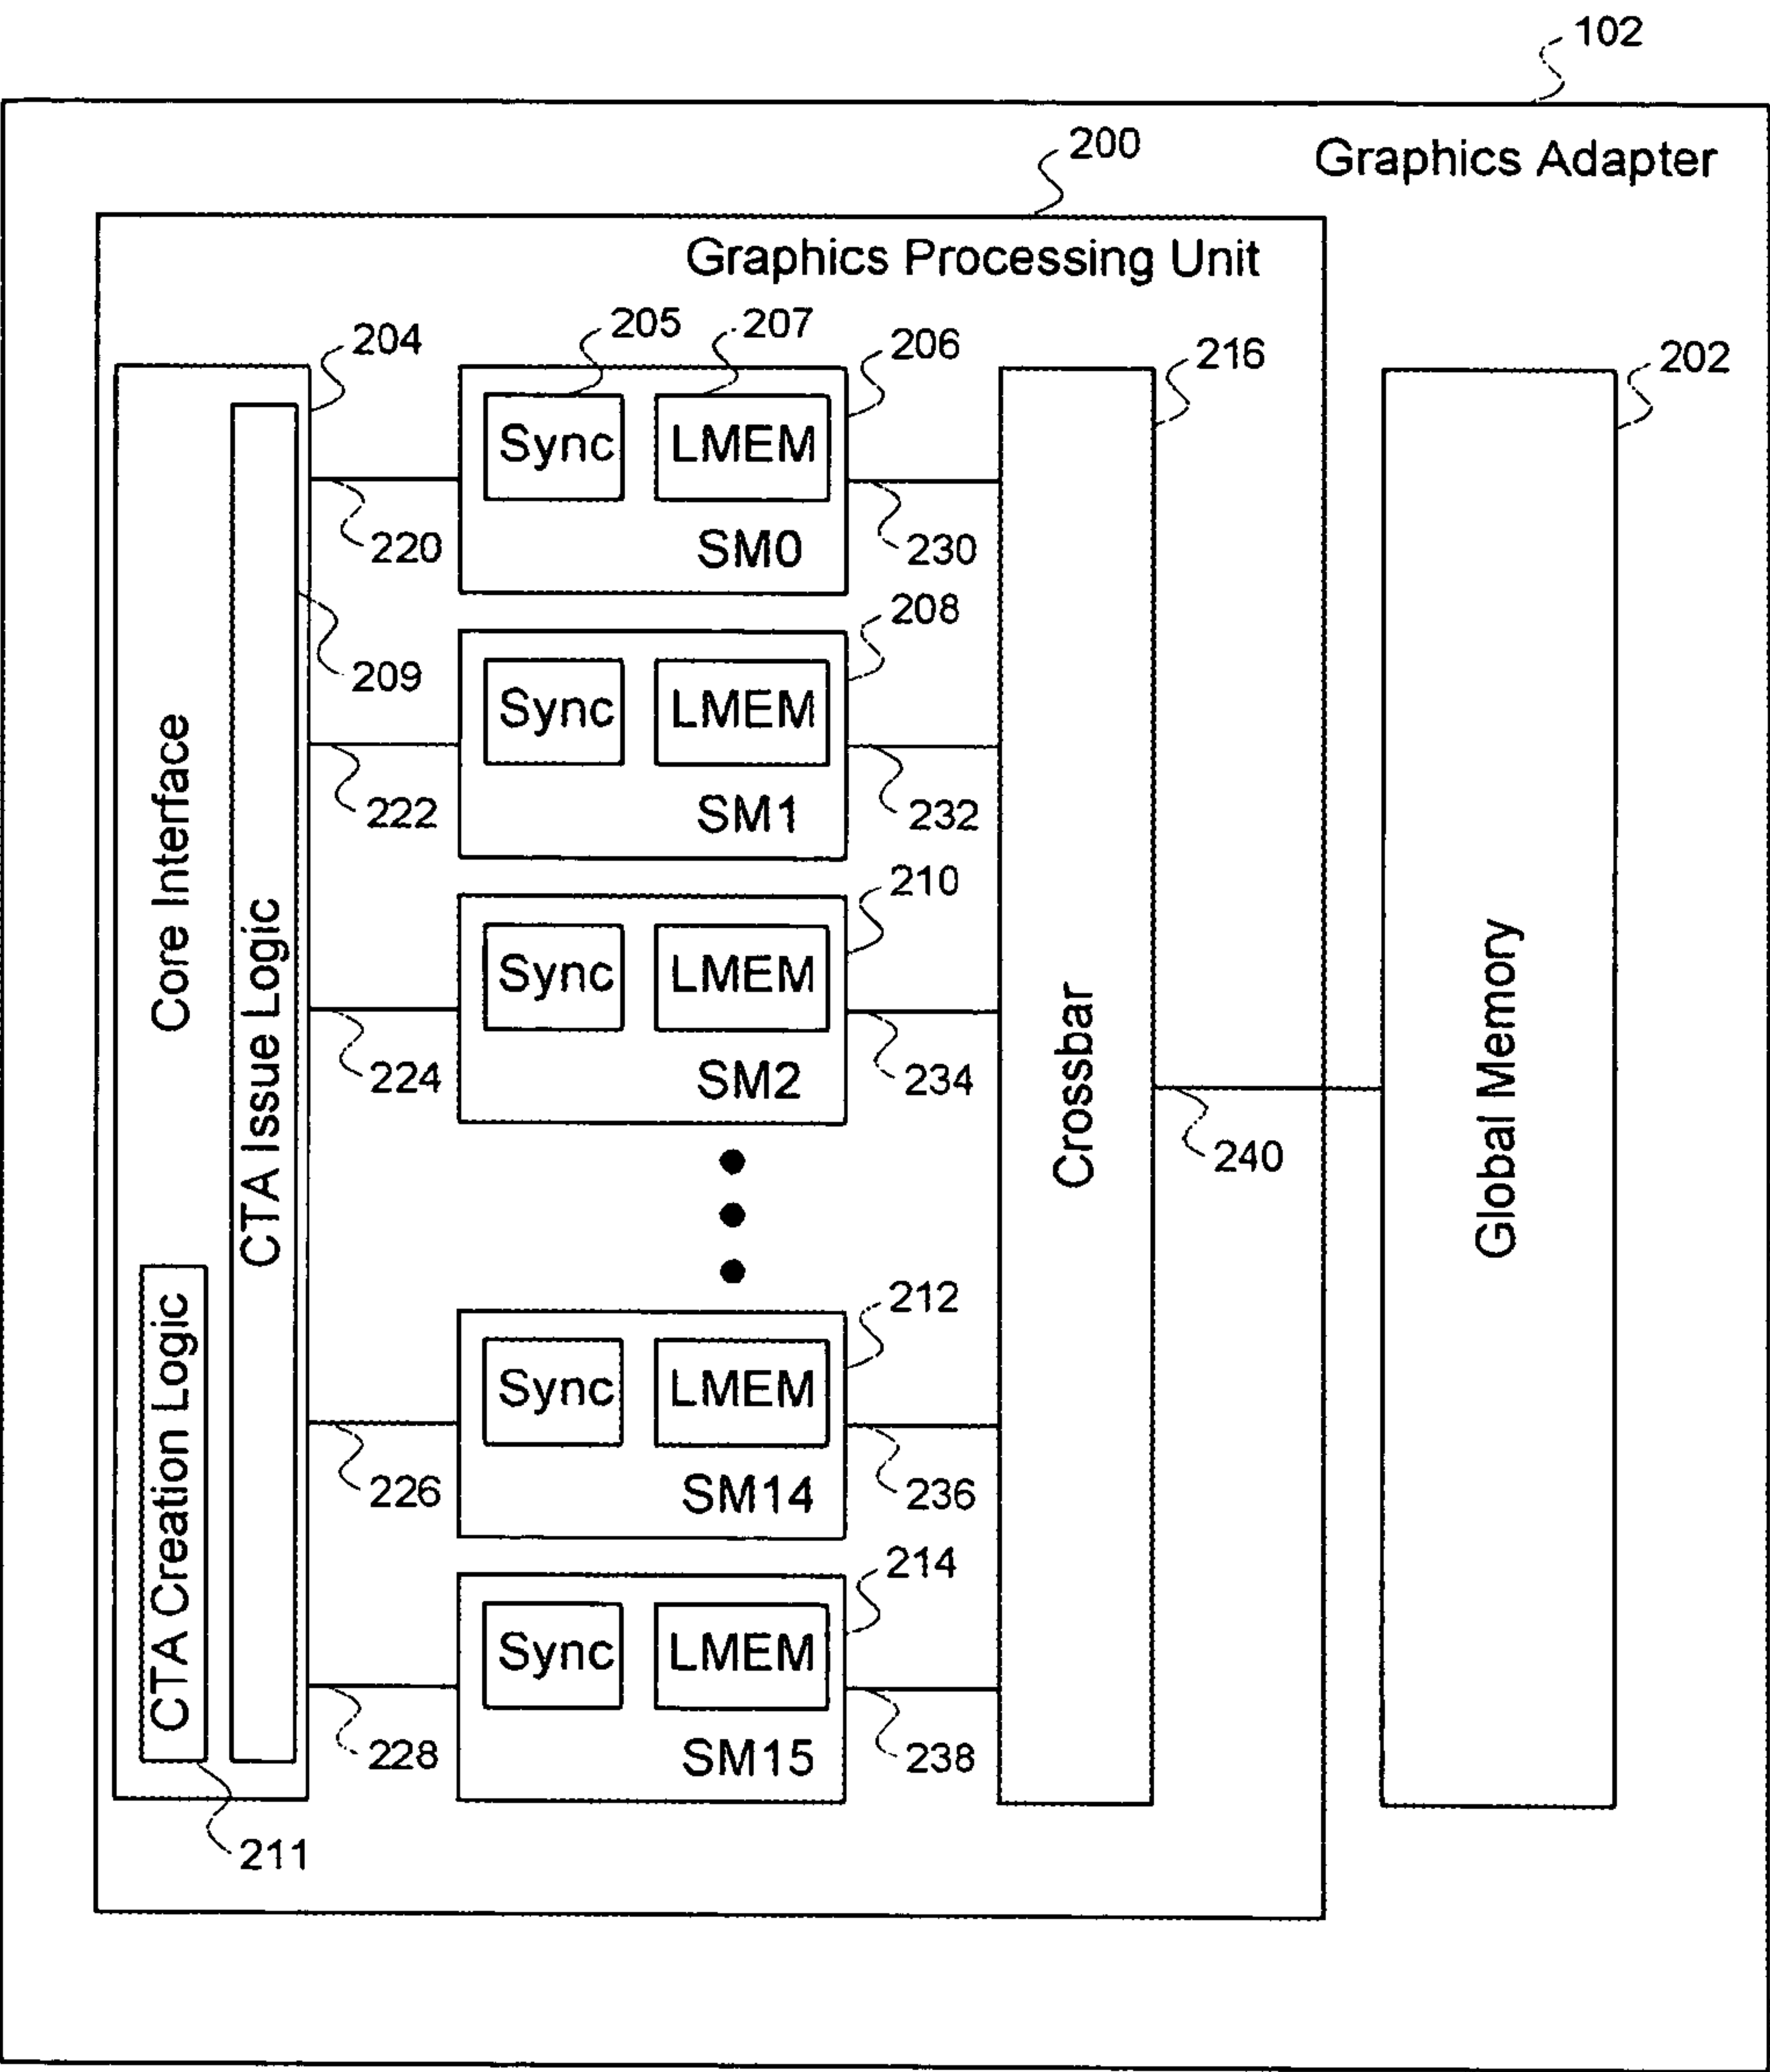 102
Graphics Adapter
200
Graphics Processing Unit
204
205
207
206
216
202
Sync
LMEM
SM0
220
230
209
208
Sync
LMEM
SM1
222
232
210
Sync
LMEM
SM2
224
234
Core Interface
CTA Issue Logic
CTA Creation Logic
Crossbar
240
Global Memory
212
Sync
LMEM
SM14
226
236
214
Sync
LMEM
SM15
228
238
211